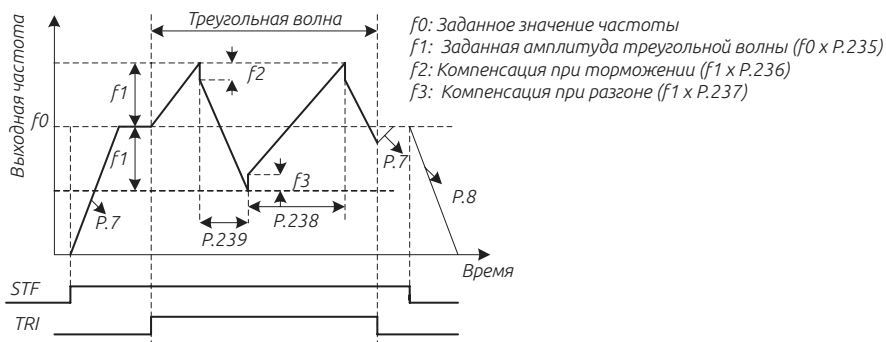 Треугольная волна
f0: Заданное значение частоты
f1: Заданная амплитуда треугольной волны (f0 x P.235)
f2: Компенсация при торможении (f1 x P.236)
f3: Компенсация при разгоне (f1 x P.237)
Выходная частота
f2
f1
f0
f1
P.7
f3
P.7
P.8
P.238
P.239
Время
STF
TRI